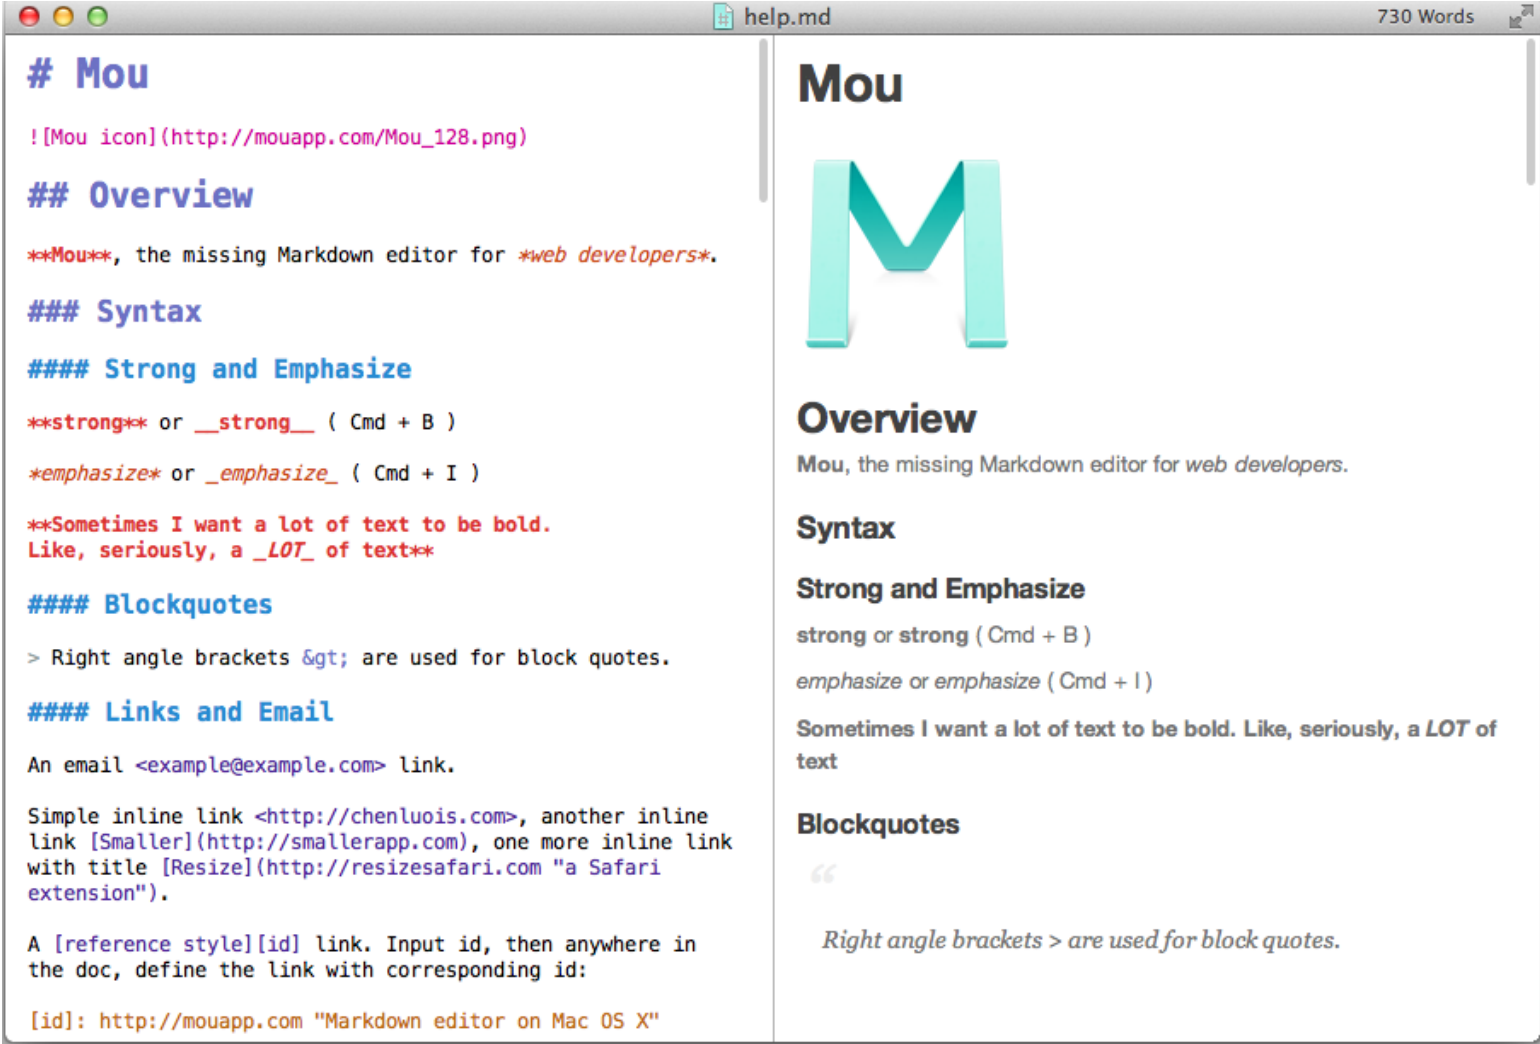 help.md
730 Words
# Mou
![Mou icon](http://mouapp.com/Mou_128.png)
## Overview
**Mou**, the missing Markdown editor for *web developers*.
### Syntax
#### Strong and Emphasize
**strong** or __strong__ ( Cmd + B )
*emphasize* or _emphasize_ ( Cmd + I )
**Sometimes I want a lot of text to be bold.
Like, seriously, a _LOT_ of text**
#### Blockquotes
> Right angle brackets &gt; are used for block quotes.
#### Links and Email
An email <example@example.com> link.
Simple inline link <http://chenluois.com>, another inline
link [Smaller](http://smallerapp.com), one more inline link
with title [Resize](http://resizesafari.com "a Safari
extension").
A [reference style][id] link. Input id, then anywhere in
the doc, define the link with corresponding id:
[id]: http://mouapp.com "Markdown editor on Mac OS X"
Mou
M
Overview
Mou, the missing Markdown editor for web developers.
Syntax
Strong and Emphasize
strong or strong ( Cmd + B )
emphasize or emphasize ( Cmd + I )
Sometimes I want a lot of text to be bold. Like, seriously, a LOT of
text
Blockquotes
“
Right angle brackets > are used for block quotes.